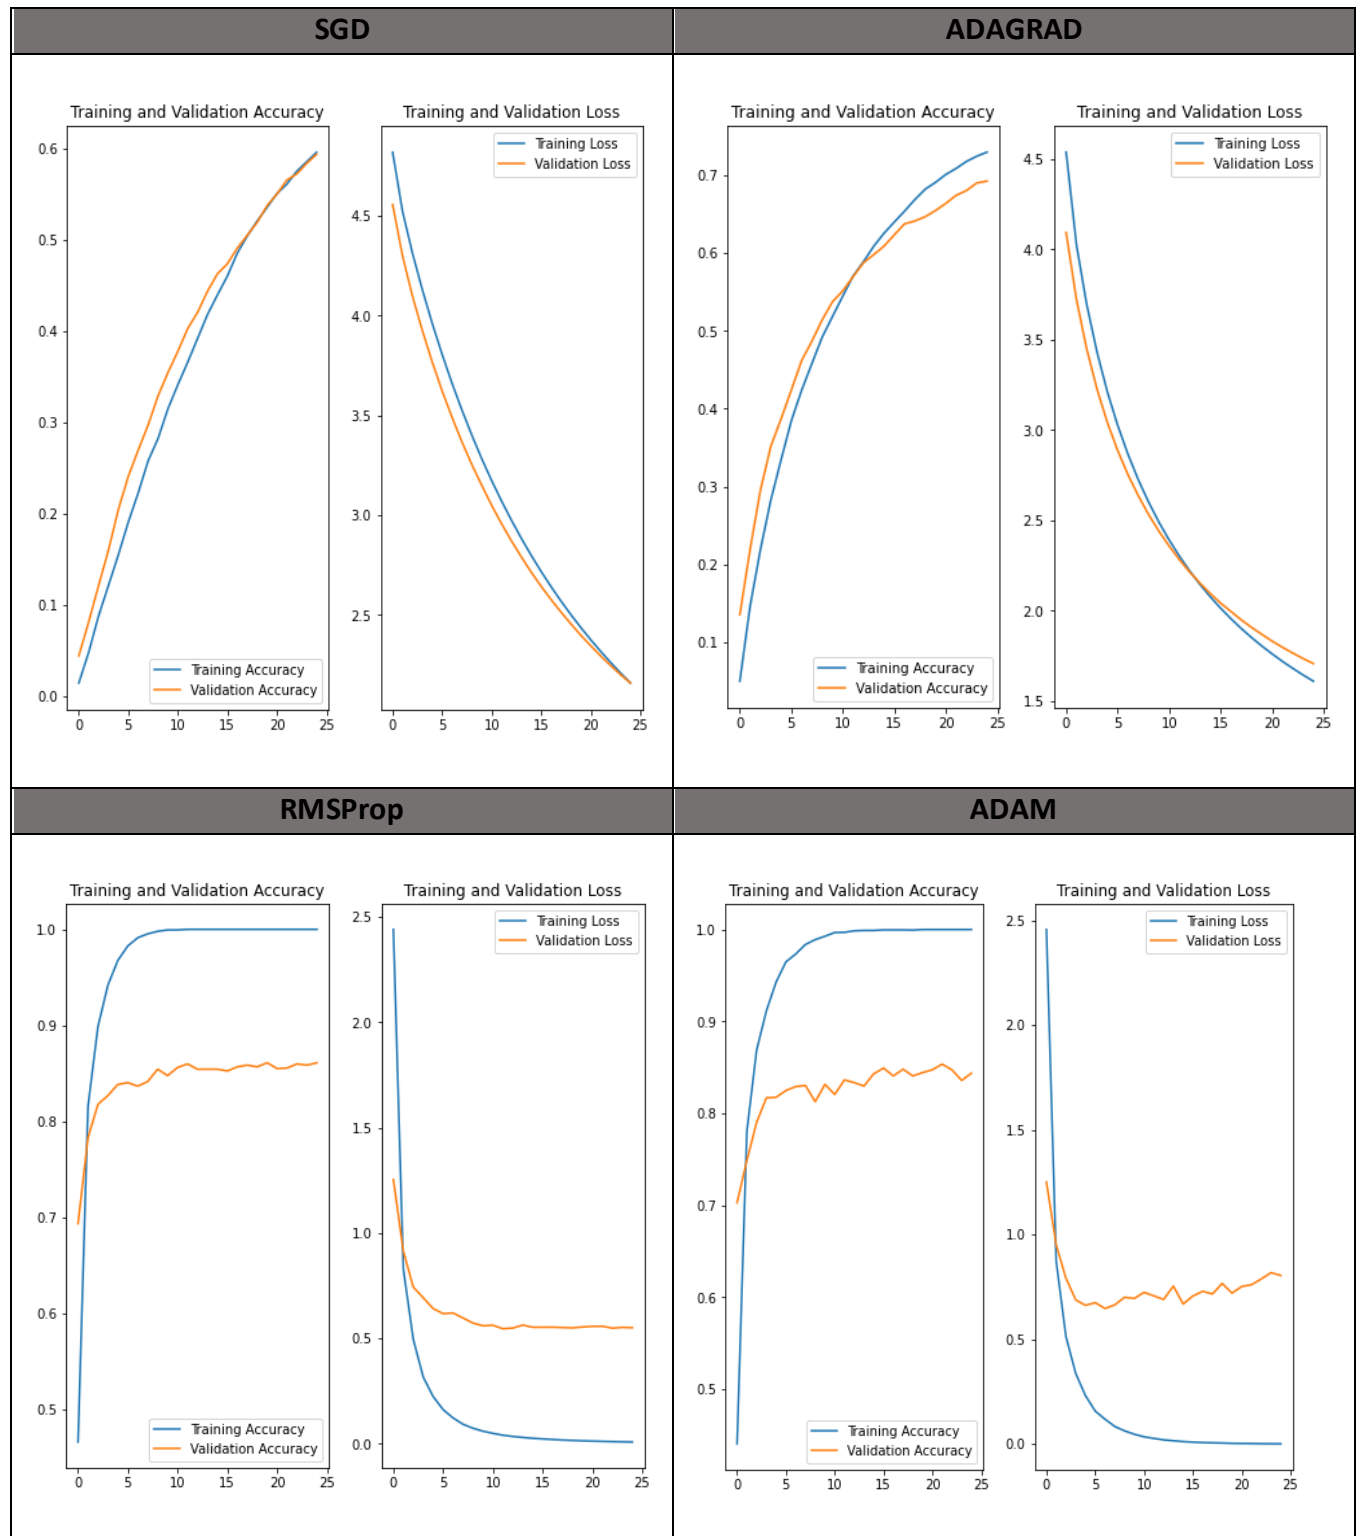 SGD
ADAGRAD
Training and Validation Accuracy
Training and Validation Loss
Training and Validation Accuracy
Training and Validation Loss
0.6
0.5
0.4
0.3
0.2
0.1
0.0
Training Accuracy
Validation Accuracy
0 5 10 15 20 25
4.5
4.0
3.5
3.0
2.5
Training Loss
Validation Loss
0 5 10 15 20 25
0.7
0.6
0.5
0.4
0.3
0.2
0.1
Training Accuracy
Validation Accuracy
0 5 10 15 20 25
4.5
4.0
3.5
3.0
2.5
2.0
1.5
Training Loss
Validation Loss
0 5 10 15 20 25
RMSProp
ADAM
Training and Validation Accuracy
Training and Validation Loss
Training and Validation Accuracy
Training and Validation Loss
1.0
0.9
0.8
0.7
0.6
0.5
Training Accuracy
Validation Accuracy
0 5 10 15 20 25
2.5
2.0
1.5
1.0
0.5
0.0
Training Loss
Validation Loss
0 5 10 15 20 25
1.0
0.9
0.8
0.7
0.6
0.5
Training Accuracy
Validation Accuracy
0 5 10 15 20 25
2.5
2.0
1.5
1.0
0.5
0.0
Training Loss
Validation Loss
0 5 10 15 20 25